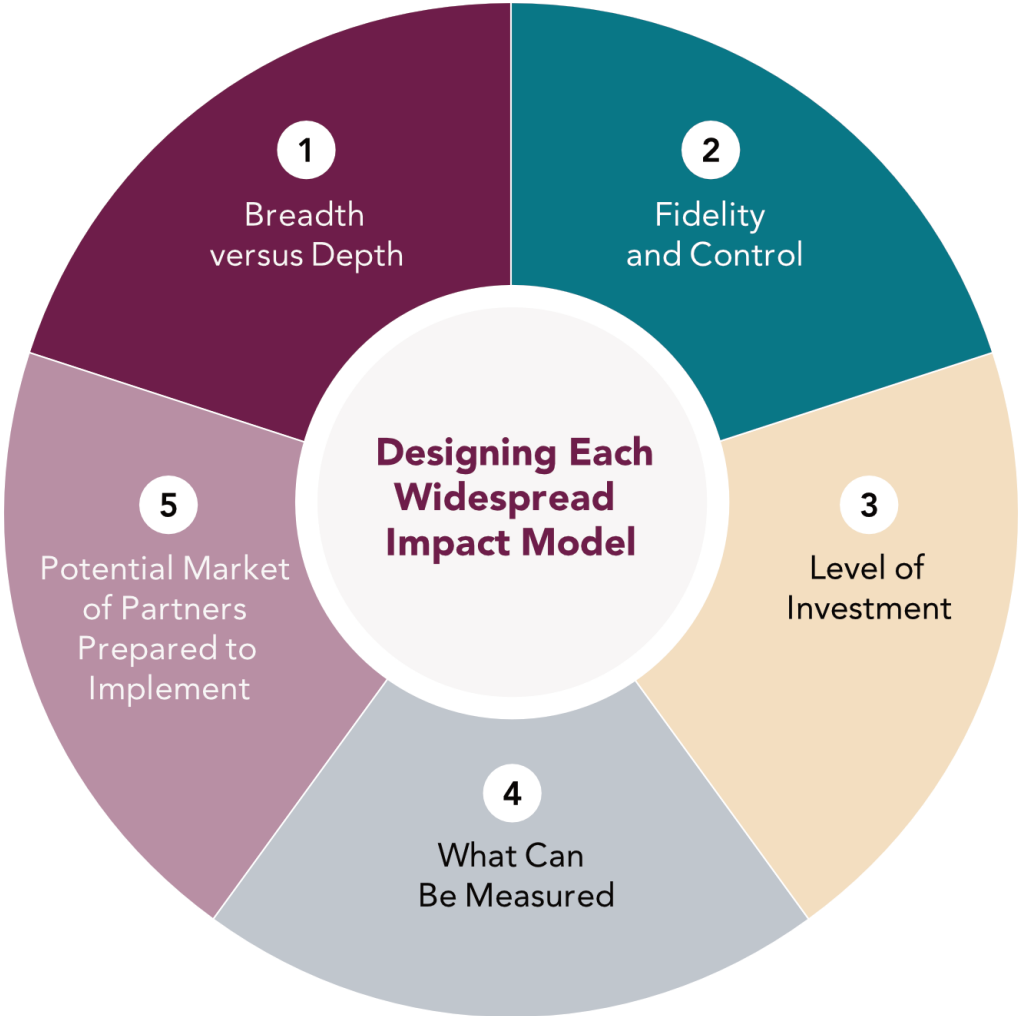 1
Breadth
versus Depth
2
Fidelity
and Control
3
Level of
Investment
4
What Can
Be Measured
5
Potential Market
of Partners
Prepared to
Implement
Designing Each
Widespread
Impact Model